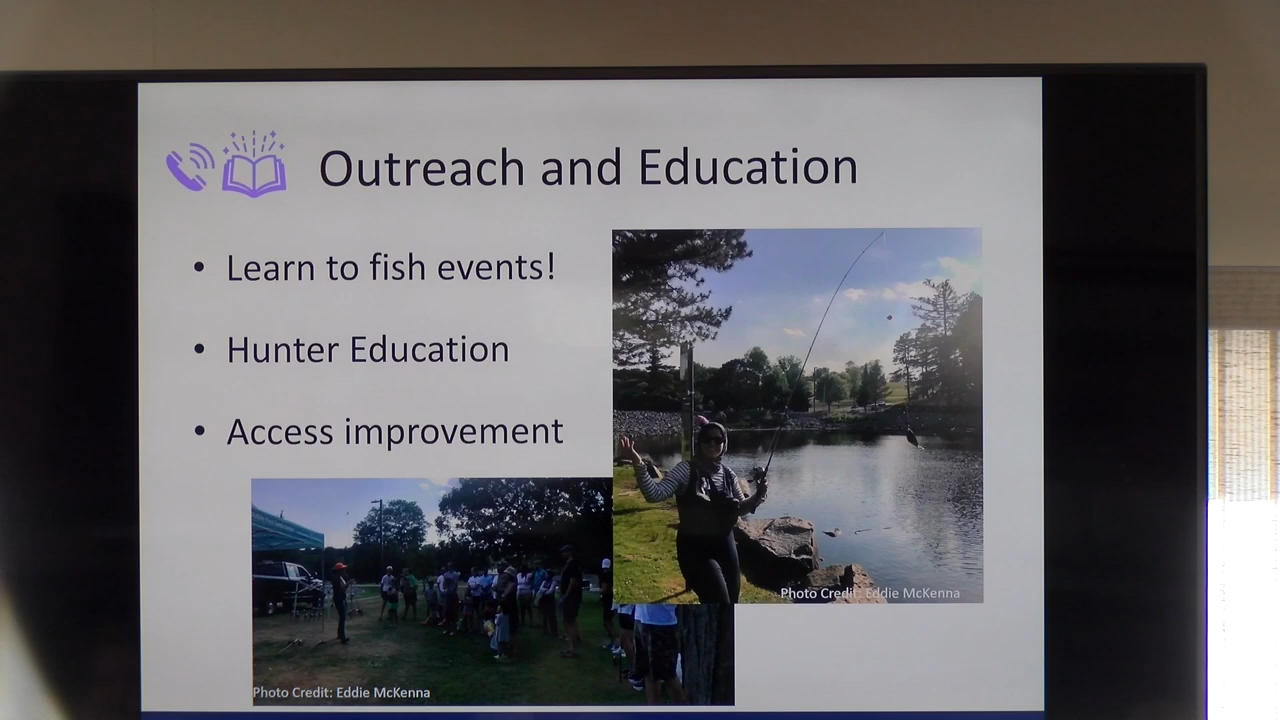 Outreach and Education
• Learn to fish events!
• Hunter Education
• Access improvement
Photo Credit: Eddie McKenna
Photo Credit: Eddie McKenna